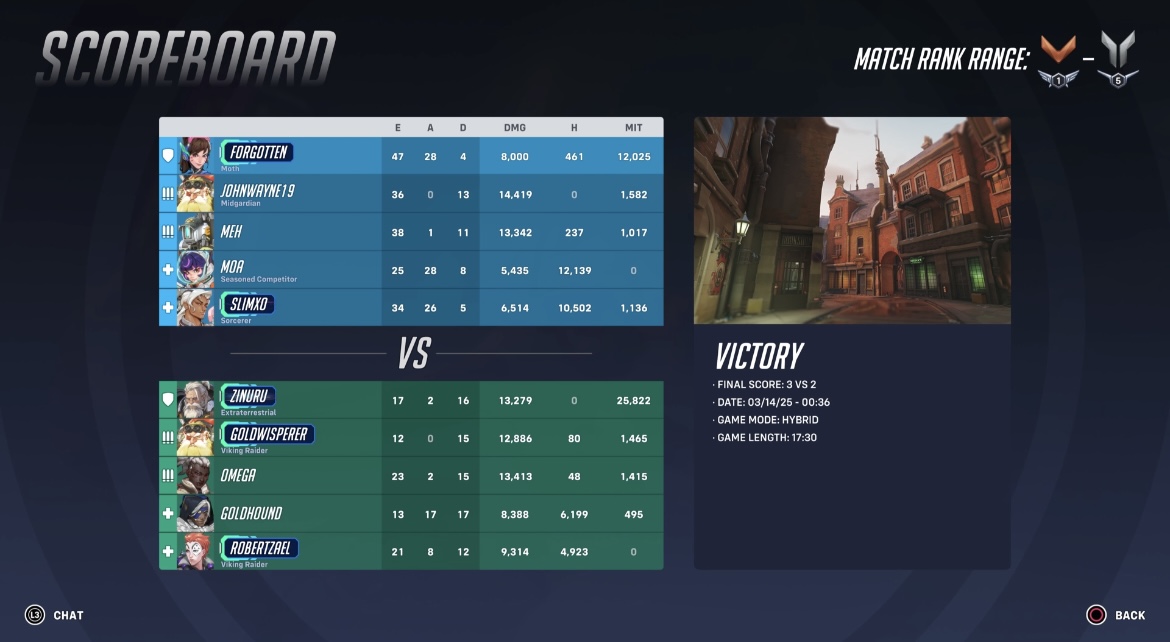 SCOREBOARD
MATCH RANK RANGE: 1 - 5
E A D DMG H MIT
FORGOTTEN 47 28 4 8,000 461 12,025
Moth
JOHNWAYNE19 36 0 13 14,419 0 1,582
Midgardian
MEH 38 1 11 13,342 237 1,017
MOA 25 28 8 5,435 12,139 0
Seasoned Competitor
SLIMXO 34 26 5 6,514 10,502 1,136
Sorcerer
VS
ZINURU 17 2 16 13,279 0 25,822
Extraterrestrial
GOLDWISPERER 12 0 15 12,886 80 1,465
Viking Raider
OMEGA 23 2 15 13,413 48 1,415
GOLDHOUND 13 17 17 8,388 6,199 495
ROBERTZAEL 21 8 12 9,314 4,923 0
Viking Raider
VICTORY
· FINAL SCORE: 3 VS 2
· DATE: 03/14/25 - 00:36
· GAME MODE: HYBRID
· GAME LENGTH: 17:30
L3 CHAT
BACK